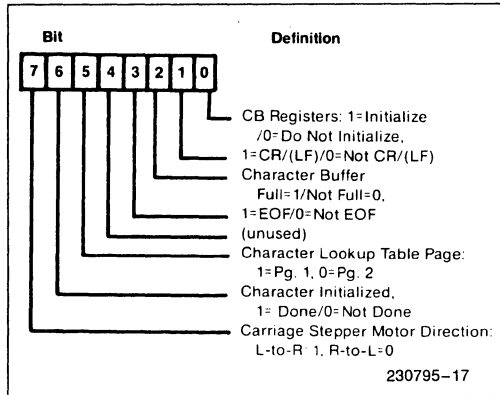 Bit Definition
7 6 5 4 3 2 1 0
CB Registers: 1=Initialize
/0=Do Not Initialize,
1=CR/(LF)/0=Not CR/(LF)
Character Buffer
Full=1/Not Full=0,
1=EOF/0=Not EOF
(unused)
Character Lookup Table Page:
1=Pg. 1, 0=Pg. 2
Character Initialized,
1= Done/0=Not Done
Carriage Stepper Motor Direction:
L-to-R 1, R-to-L=0
230795–17